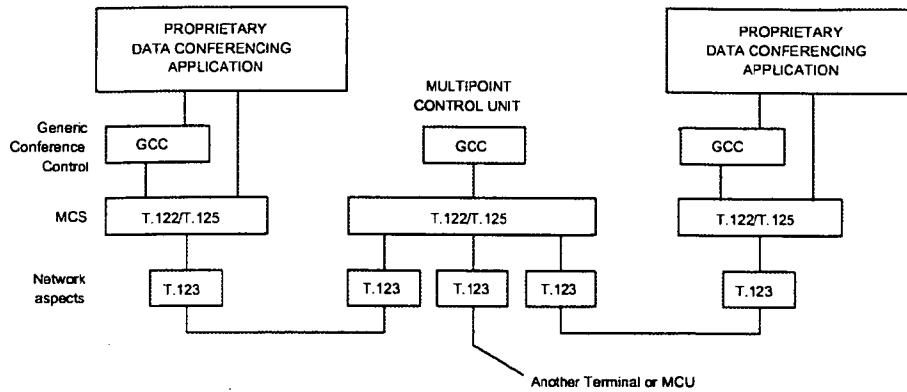 PROPRIETARY
DATA CONFERENCING
APPLICATION
PROPRIETARY
DATA CONFERENCING
APPLICATION
MULTIPOINT
CONTROL UNIT
Generic
Conference
Control
GCC
GCC
GCC
MCS
T.122/T.125
T.122/T.125
T.122/T.125
Network
aspects
T.123
T.123
T.123
T.123
T.123
Another Terminal or MCU